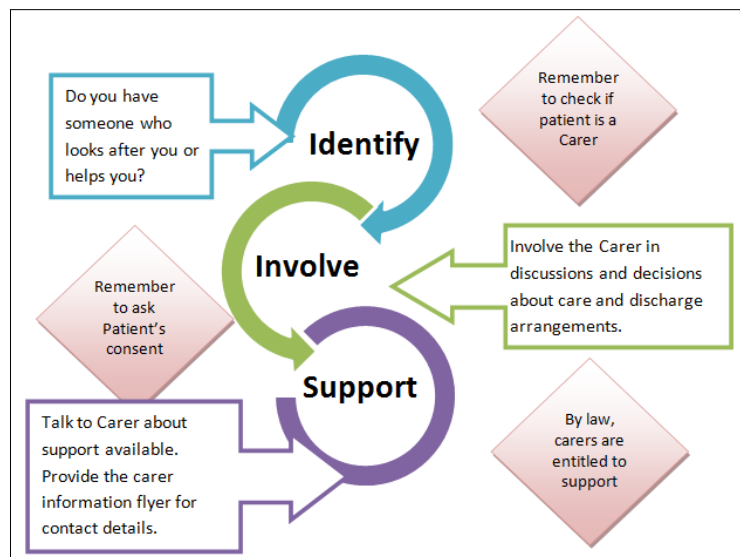 Do you have
someone who
looks after you or
helps you?
Identify
Remember
to check if
patient is a
Carer
Involve
Involve the Carer in
discussions and decisions
about care and discharge
arrangements.
Remember
to ask
Patient's
consent
Support
Talk to Carer about
support available.
Provide the carer
information flyer for
contact details.
By law,
carers are
entitled to
support